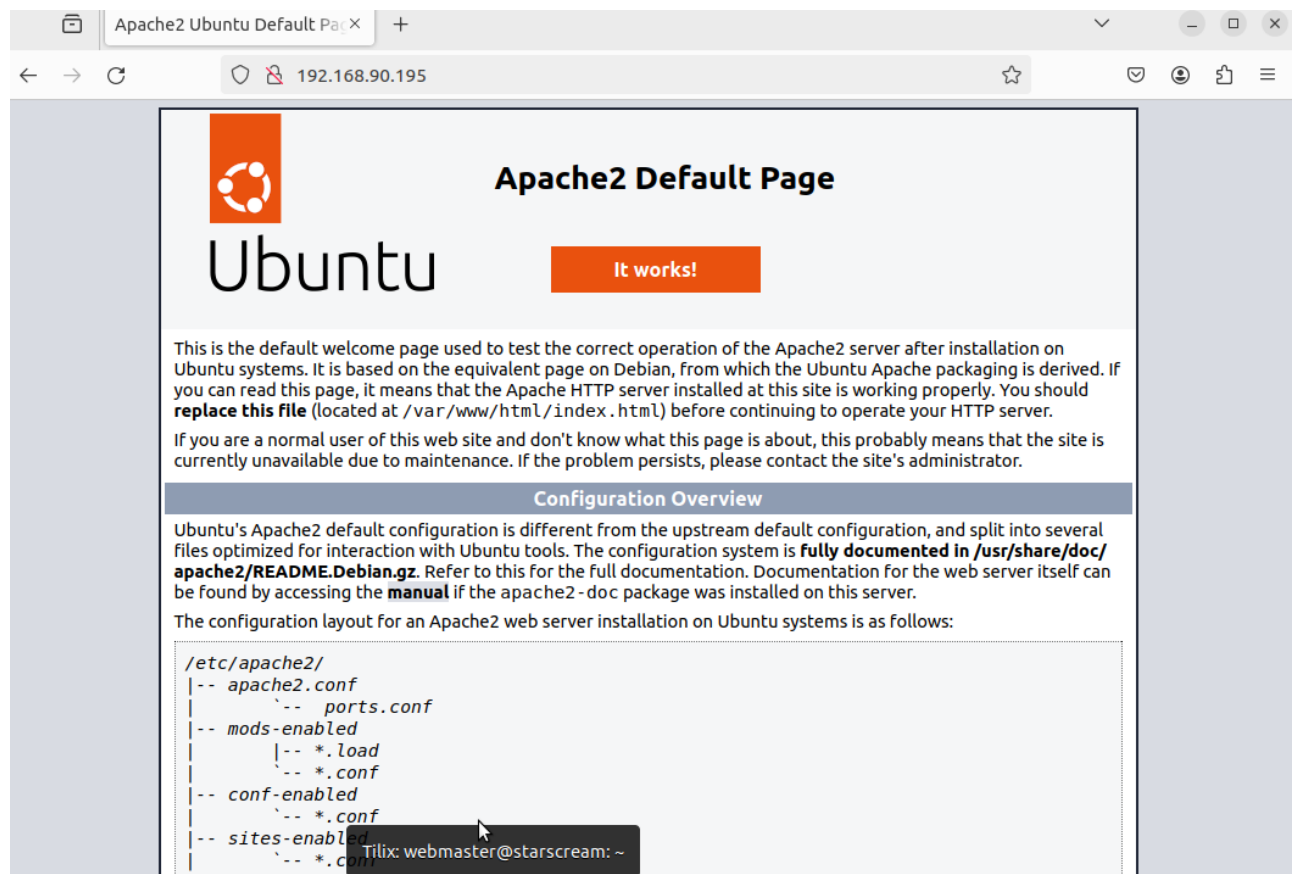 Apache2 Ubuntu Default Pag
192.168.90.195
Apache2 Default Page
Ubuntu
It works!
This is the default welcome page used to test the correct operation of the Apache2 server after installation on
Ubuntu systems. It is based on the equivalent page on Debian, from which the Ubuntu Apache packaging is derived. If
you can read this page, it means that the Apache HTTP server installed at this site is working properly. You should
replace this file (located at /var/www/html/index.html) before continuing to operate your HTTP server.
If you are a normal user of this web site and don't know what this page is about, this probably means that the site is
currently unavailable due to maintenance. If the problem persists, please contact the site's administrator.
Configuration Overview
Ubuntu's Apache2 default configuration is different from the upstream default configuration, and split into several
files optimized for interaction with Ubuntu tools. The configuration system is fully documented in /usr/share/doc/
apache2/README.Debian.gz. Refer to this for the full documentation. Documentation for the web server itself can
be found by accessing the manual if the apache2-doc package was installed on this server.
The configuration layout for an Apache2 web server installation on Ubuntu systems is as follows:
/etc/apache2/
|-- apache2.conf
|       `--  ports.conf
|-- mods-enabled
|       |-- *.load
|       `-- *.conf
|-- conf-enabled
|       `-- *.conf
|-- sites-enabled
|       `-- *.conf
Tilix: webmaster@starscream: ~